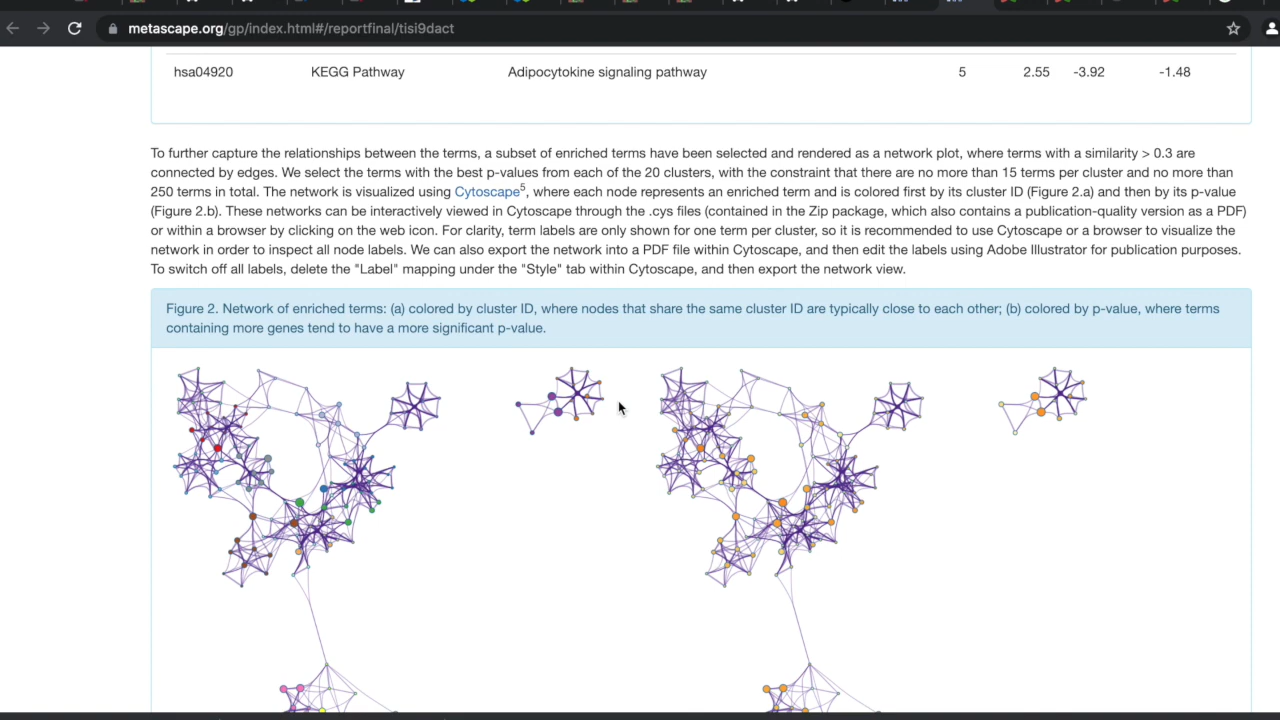 metascape.org/gp/index.html#/reportfinal/tisi9dact
hsa04920 KEGG Pathway Adipocytokine signaling pathway 5 2.55 -3.92 -1.48
To further capture the relationships between the terms, a subset of enriched terms have been selected and rendered as a network plot, where terms with a similarity > 0.3 are
connected by edges. We select the terms with the best p-values from each of the 20 clusters, with the constraint that there are no more than 15 terms per cluster and no more than
250 terms in total. The network is visualized using Cytoscape5, where each node represents an enriched term and is colored first by its cluster ID (Figure 2.a) and then by its p-value
(Figure 2.b). These networks can be interactively viewed in Cytoscape through the .cys files (contained in the Zip package, which also contains a publication-quality version as a PDF)
or within a browser by clicking on the web icon. For clarity, term labels are only shown for one term per cluster, so it is recommended to use Cytoscape or a browser to visualize the
network in order to inspect all node labels. We can also export the network into a PDF file within Cytoscape, and then edit the labels using Adobe Illustrator for publication purposes.
To switch off all labels, delete the "Label" mapping under the "Style" tab within Cytoscape, and then export the network view.
Figure 2. Network of enriched terms: (a) colored by cluster ID, where nodes that share the same cluster ID are typically close to each other; (b) colored by p-value, where terms
containing more genes tend to have a more significant p-value.